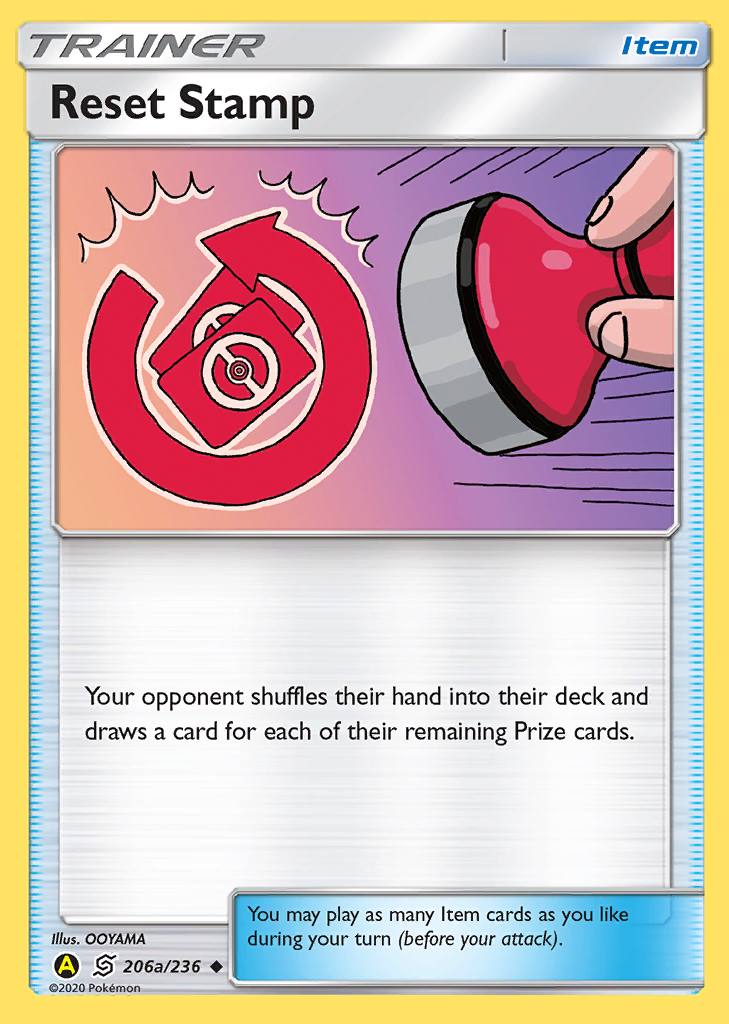 TRAINER
Item
Reset Stamp
Your opponent shuffles their hand into their deck and
draws a card for each of their remaining Prize cards.
You may play as many Item cards as you like
during your turn (before your attack).
Illus. OOYAMA
A 206a/236
©2020 Pokémon